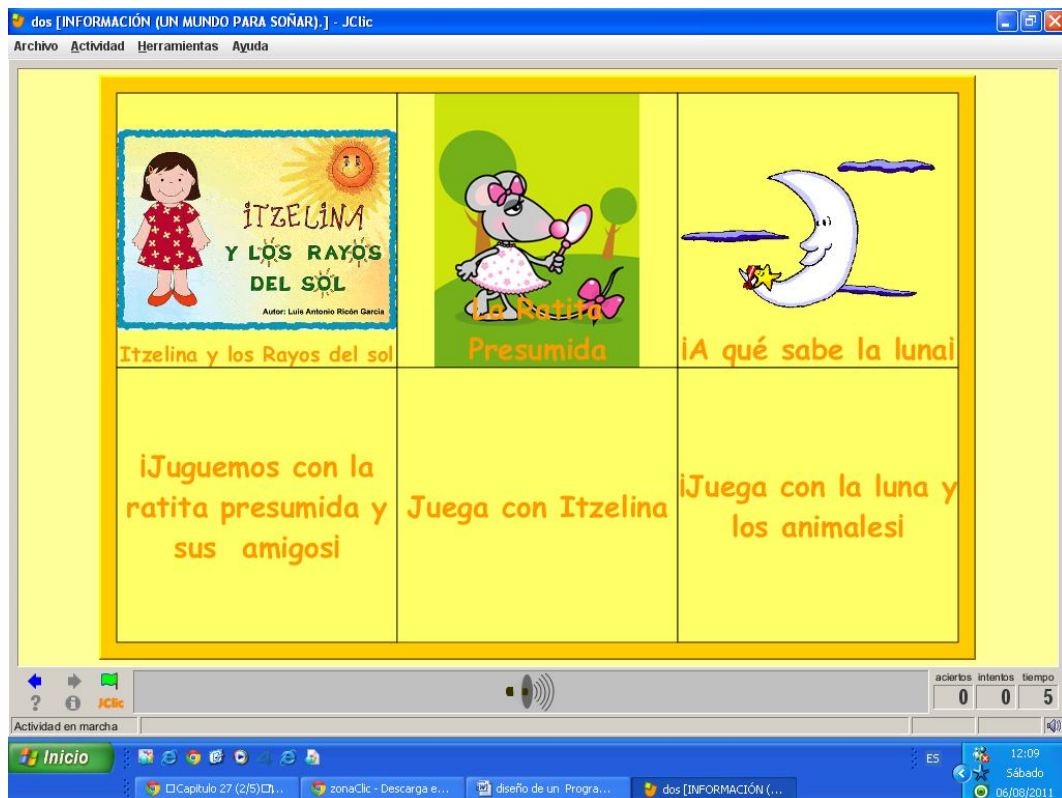 dos [INFORMACIÓN (UN MUNDO PARA SOÑAR).] - JClic
Archivo Actividad Herramientas Ayuda
iTZELiNA
Y LOS RAYOS
DEL SOL
Autor: Luis Antonio Ricón García
Itzelina y los Rayos del sol
La Ratita
Presumida
¡A qué sabe la luna¡
¡Juguemos con la
ratita presumida y
sus amigos¡
Juega con Itzelina
¡Juega con la luna y
los animales¡
aciertos intentos tiempo
0 0 5
? JClic
Actividad en marcha
Inicio
ES
12:09
Sábado
06/08/2011
Capitulo 27 (2/5)...
zonaClic - Descarga e...
diseño de un Progra...
dos [INFORMACIÓN (...